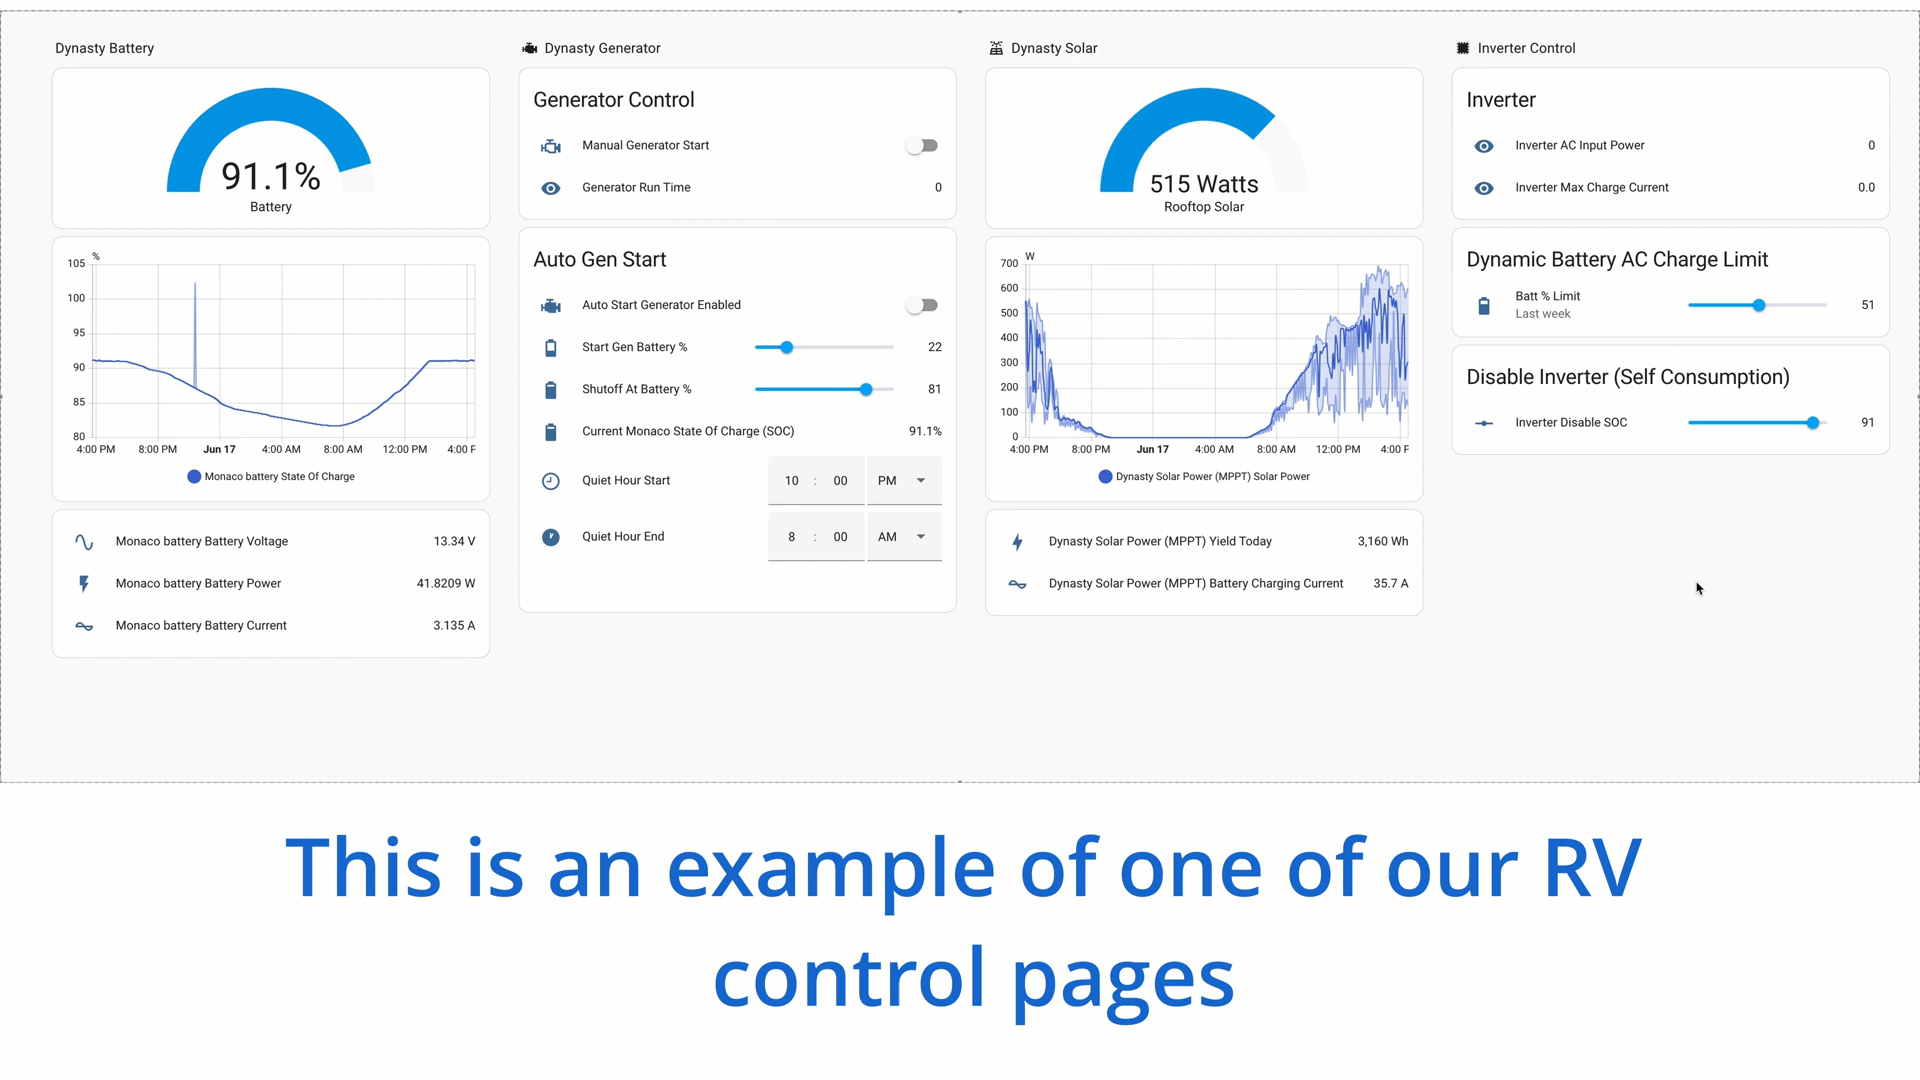 Dynasty Battery
91.1%
Battery
%
105
100
95
90
85
80
4:00 PM 8:00 PM Jun 17 4:00 AM 8:00 AM 12:00 PM 4:00 F
Monaco battery State Of Charge
Monaco battery Battery Voltage 13.34 V
Monaco battery Battery Power 41.8209 W
Monaco battery Battery Current 3.135 A
Dynasty Generator
Generator Control
Manual Generator Start
Generator Run Time 0
Auto Gen Start
Auto Start Generator Enabled
Start Gen Battery % 22
Shutoff At Battery % 81
Current Monaco State Of Charge (SOC) 91.1%
Quiet Hour Start 10 : 00 PM
Quiet Hour End 8 : 00 AM
Dynasty Solar
515 Watts
Rooftop Solar
W
700
600
500
400
300
200
100
0
4:00 PM 8:00 PM Jun 17 4:00 AM 8:00 AM 12:00 PM 4:00 F
Dynasty Solar Power (MPPT) Solar Power
Dynasty Solar Power (MPPT) Yield Today 3,160 Wh
Dynasty Solar Power (MPPT) Battery Charging Current 35.7 A
Inverter Control
Inverter
Inverter AC Input Power 0
Inverter Max Charge Current 0.0
Dynamic Battery AC Charge Limit
Batt % Limit 51
Last week
Disable Inverter (Self Consumption)
Inverter Disable SOC 91
This is an example of one of our RV
control pages